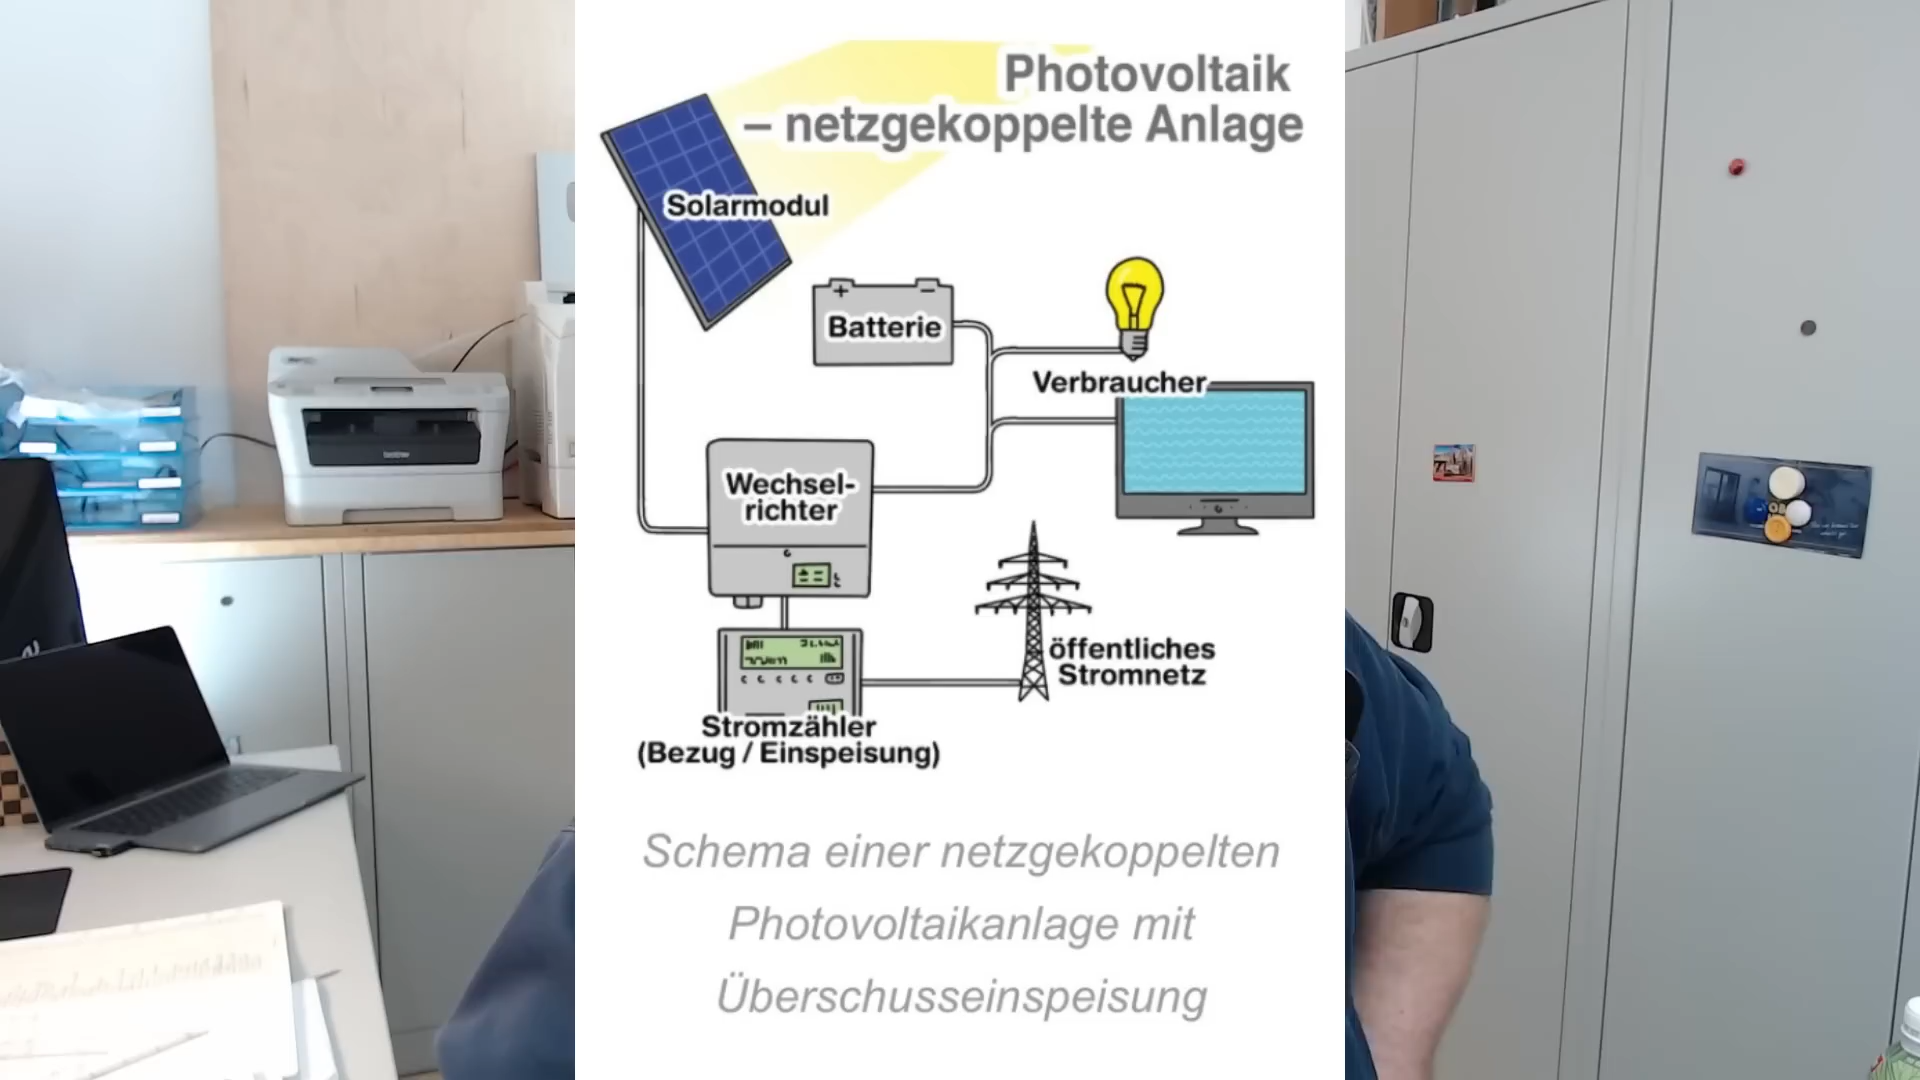 Photovoltaik
– netzgekoppelte Anlage
Solarmodul
+ −
Batterie
Verbraucher
Wechsel-
richter
öffentliches
Stromnetz
Stromzähler
(Bezug / Einspeisung)
Schema einer netzgekoppelten
Photovoltaikanlage mit
Überschusseinspeisung
brother